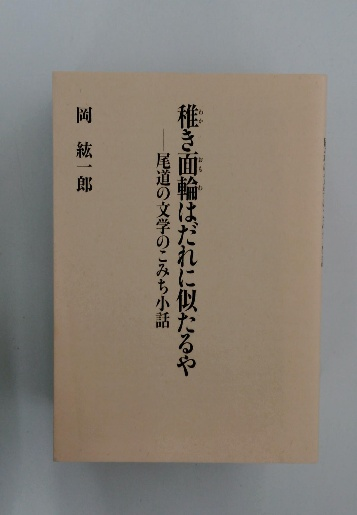 稚き面輪はだれに似たるや
――尾道の文学のこみち小話
岡 紘一郎